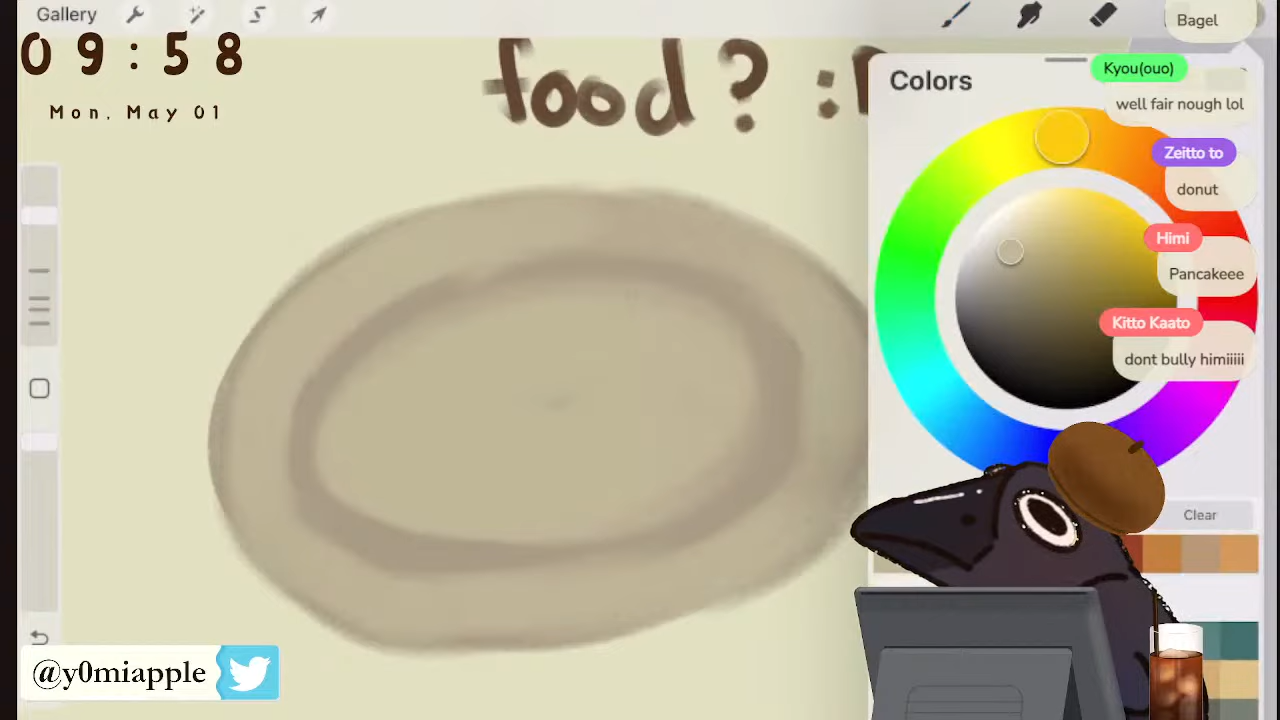 Gallery
Bagel
09:58
Mon, May 01
food? :
Colors
Kyou(ouo)
well fair nough lol
Zeitto to
donut
Himi
Pancakeee
Kitto Kaato
dont bully himiiiii
Clear
@y0miapple